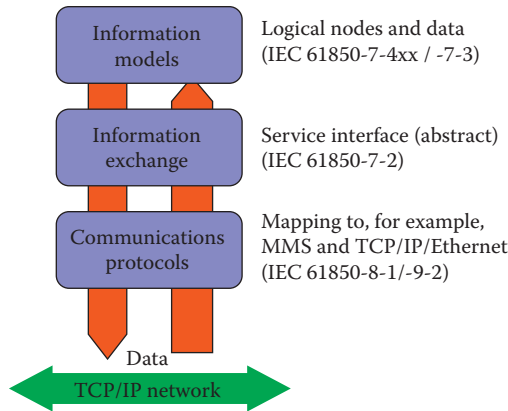 Information
models
Logical nodes and data
(IEC 61850-7-4xx / -7-3)
Information
exchange
Service interface (abstract)
(IEC 61850-7-2)
Communications
protocols
Mapping to, for example,
MMS and TCP/IP/Ethernet
(IEC 61850-8-1/-9-2)
Data
TCP/IP network